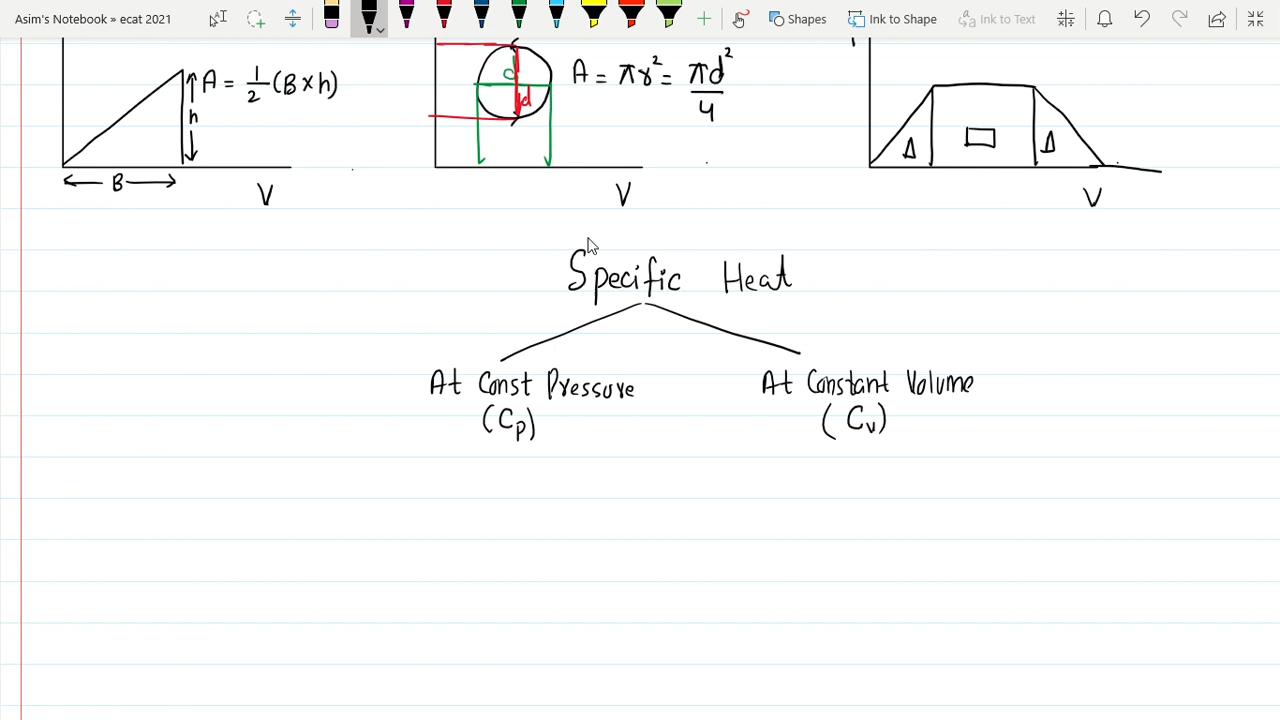 Asim's Notebook » ecat 2021
Shapes
Ink to Shape
Ink to Text
A = 1/2 (B × h)
h
B
V
d
d
A = πr² = πd²/4
V
Δ
Δ
V
Specific Heat
At Const Pressure
(Cp)
At Constant Volume
(Cv)